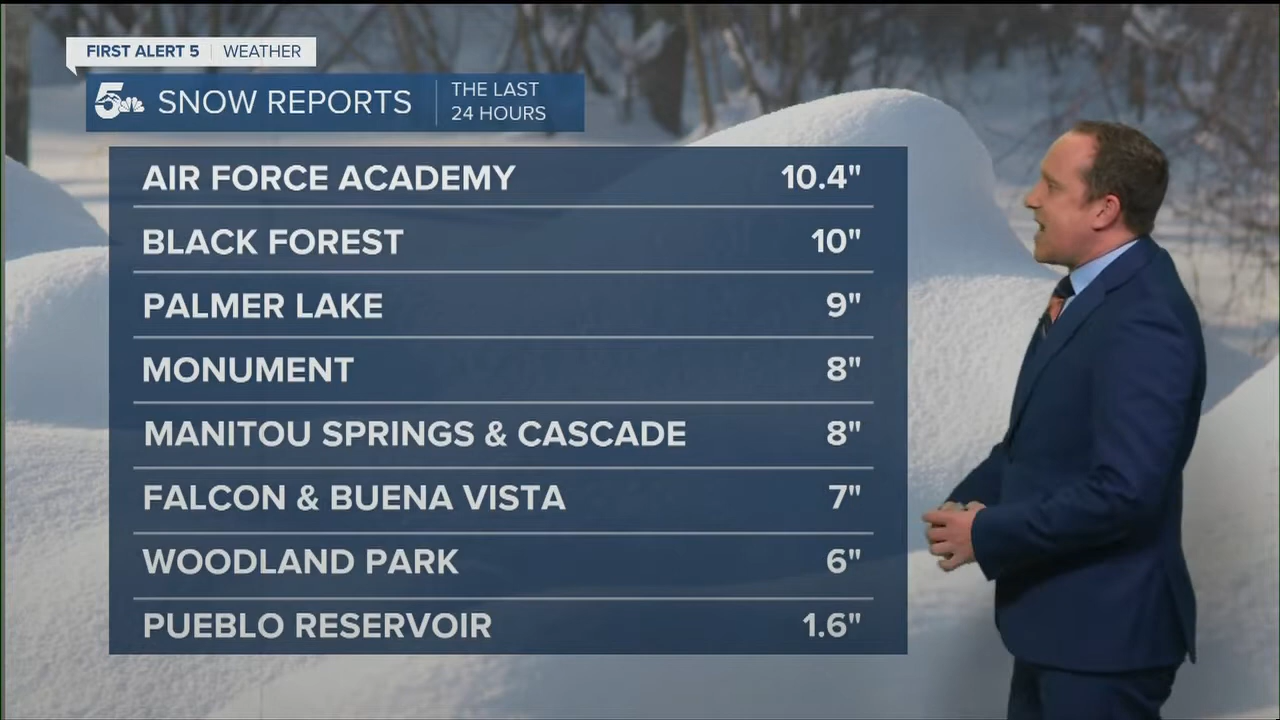 FIRST ALERT 5 | WEATHER
5 SNOW REPORTS | THE LAST
24 HOURS
AIR FORCE ACADEMY 10.4"
BLACK FOREST 10"
PALMER LAKE 9"
MONUMENT 8"
MANITOU SPRINGS & CASCADE 8"
FALCON & BUENA VISTA 7"
WOODLAND PARK 6"
PUEBLO RESERVOIR 1.6"